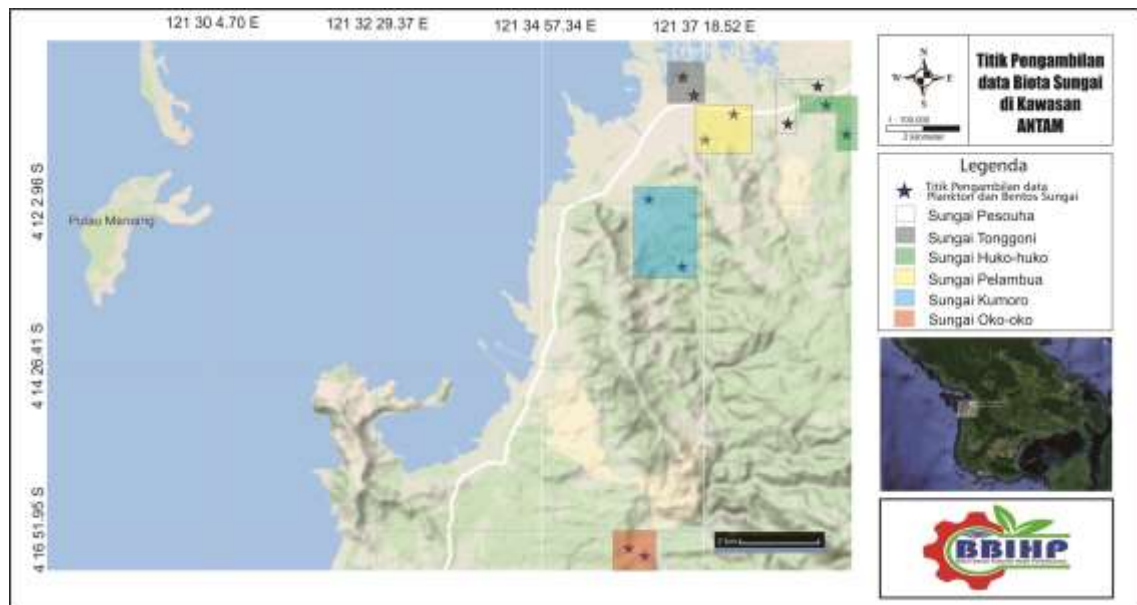 121 30 4.70 E
121 32 29.37 E
121 34 57.34 E
121 37 18.52 E
4 12 2.96 S
4 14 26.41 S
4 16 51.95 S
N
W
E
S
Titik Pengambilan
data Biota Sungai
di Kawasan
ANTAM
Legenda
Titik Pengambilan data
Plankton dan Bentos Sungai
Sungai Pesouha
Sungai Tonggoni
Sungai Huko-huko
Sungai Pelambua
Sungai Kumoro
Sungai Oko-oko
Pulau
BBIHP